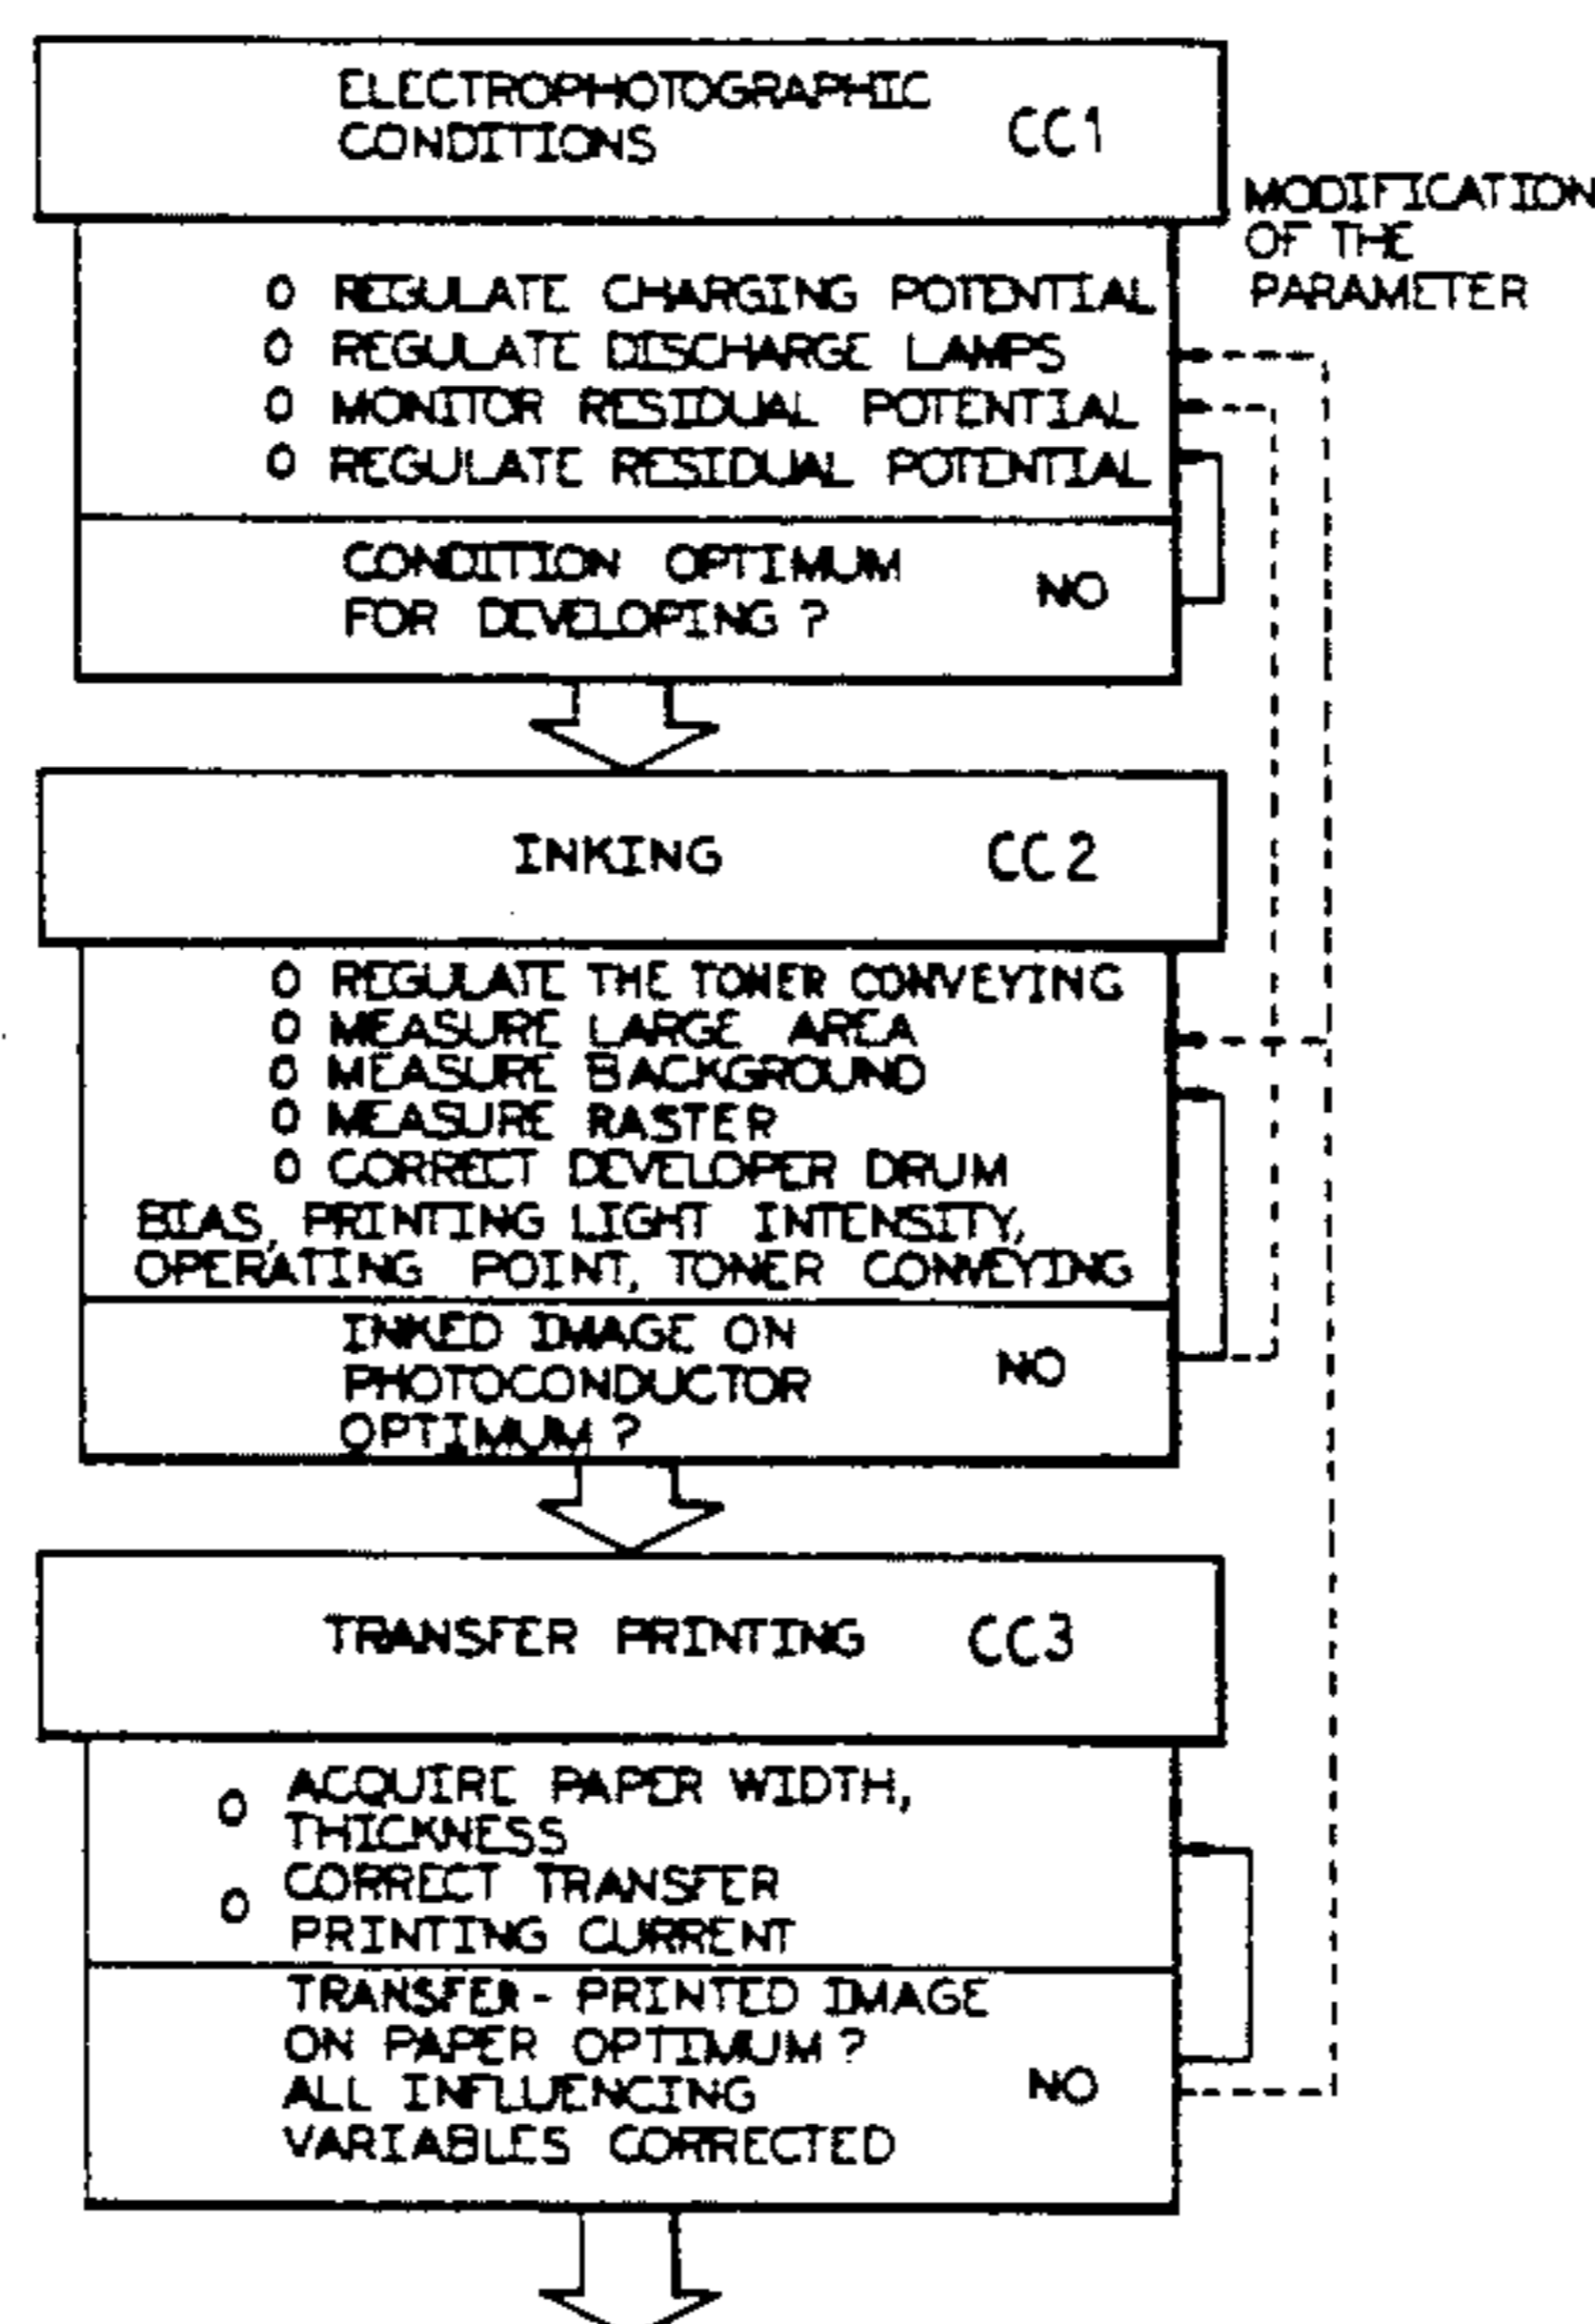 ELECTROPHOTOGRAPHIC
CONDITIONS CC1
MODIFICATION
OF THE
PARAMETER
O REGULATE CHARGING POTENTIAL
O REGULATE DISCHARGE LAMPS
O MONITOR RESIDUAL POTENTIAL
O REGULATE RESIDUAL POTENTIAL
CONDITION OPTIMUM
FOR DEVELOPING? NO
INKING CC2
O REGULATE THE TONER CONVEYING
O MEASURE LARGE AREA
O MEASURE BACKGROUND
O MEASURE RASTER
O CORRECT DEVELOPER DRUM
BIAS, PRINTING LIGHT INTENSITY,
OPERATING POINT, TONER CONVEYING
INKED IMAGE ON
PHOTOCONDUCTOR NO
OPTIMUM?
TRANSFER PRINTING CC3
O ACQUIRE PAPER WIDTH,
THICKNESS
O CORRECT TRANSFER
PRINTING CURRENT
TRANSFER-PRINTED IMAGE
ON PAPER OPTIMUM?
ALL INFLUENCING NO
VARIABLES CORRECTED